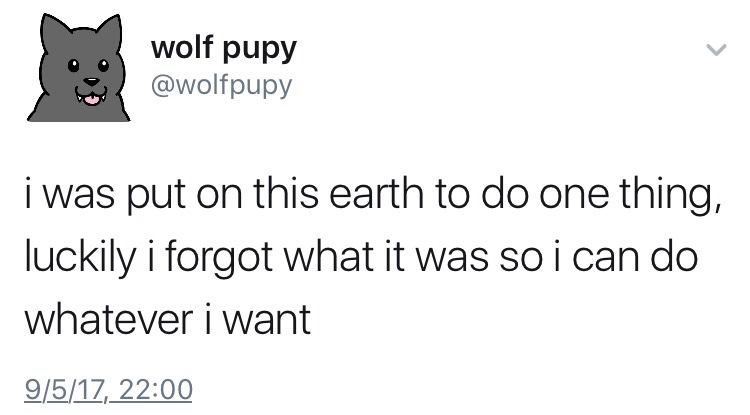 wolf pupy
@wolfpupy
i was put on this earth to do one thing,
luckily i forgot what it was so i can do
whatever i want
9/5/17, 22:00